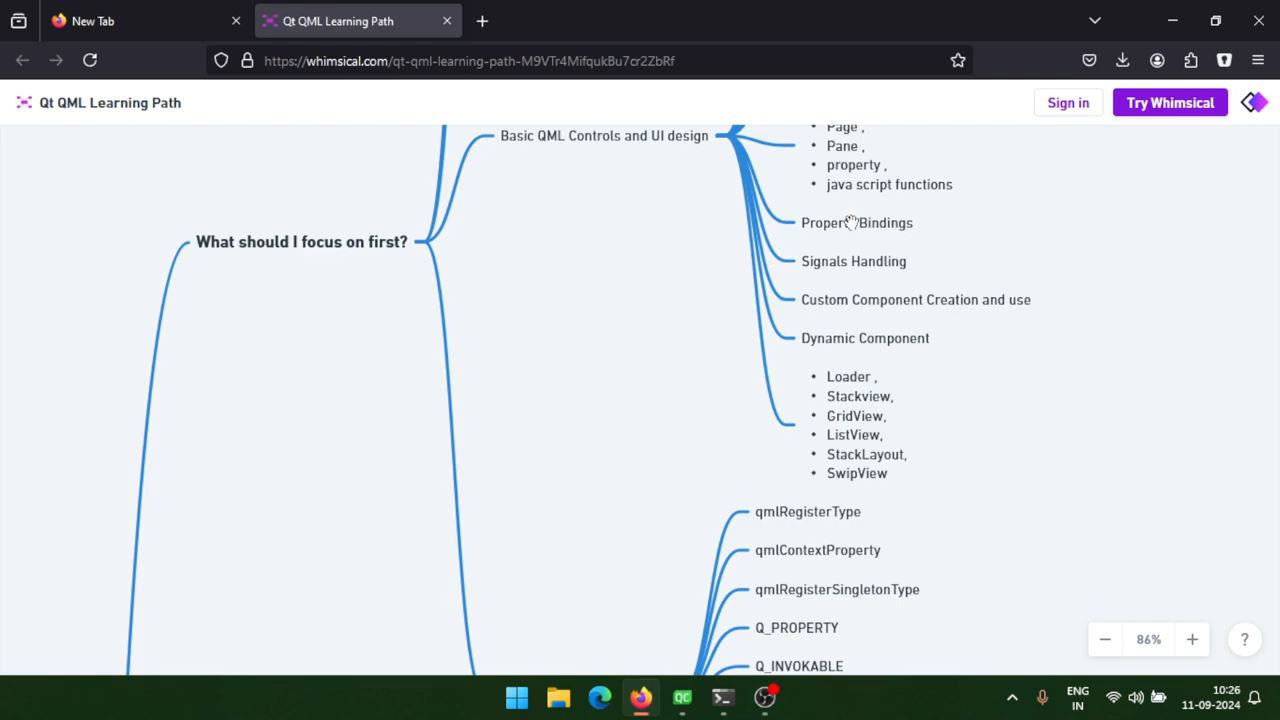 New Tab
Qt QML Learning Path
https://whimsical.com/qt-qml-learning-path-M9VTr4MifqukBu7cr2ZbRf
Qt QML Learning Path
Sign in
Try Whimsical
Basic QML Controls and UI design
• Page ,
• Pane ,
• property ,
• java script functions
Property Bindings
What should I focus on first?
Signals Handling
Custom Component Creation and use
Dynamic Component
• Loader ,
• Stackview,
• GridView,
• ListView,
• StackLayout,
• SwipView
qmlRegisterType
qmlContextProperty
qmlRegisterSingletonType
Q_PROPERTY
Q_INVOKABLE
86%
?
QC
ENG
IN
10:26
11-09-2024